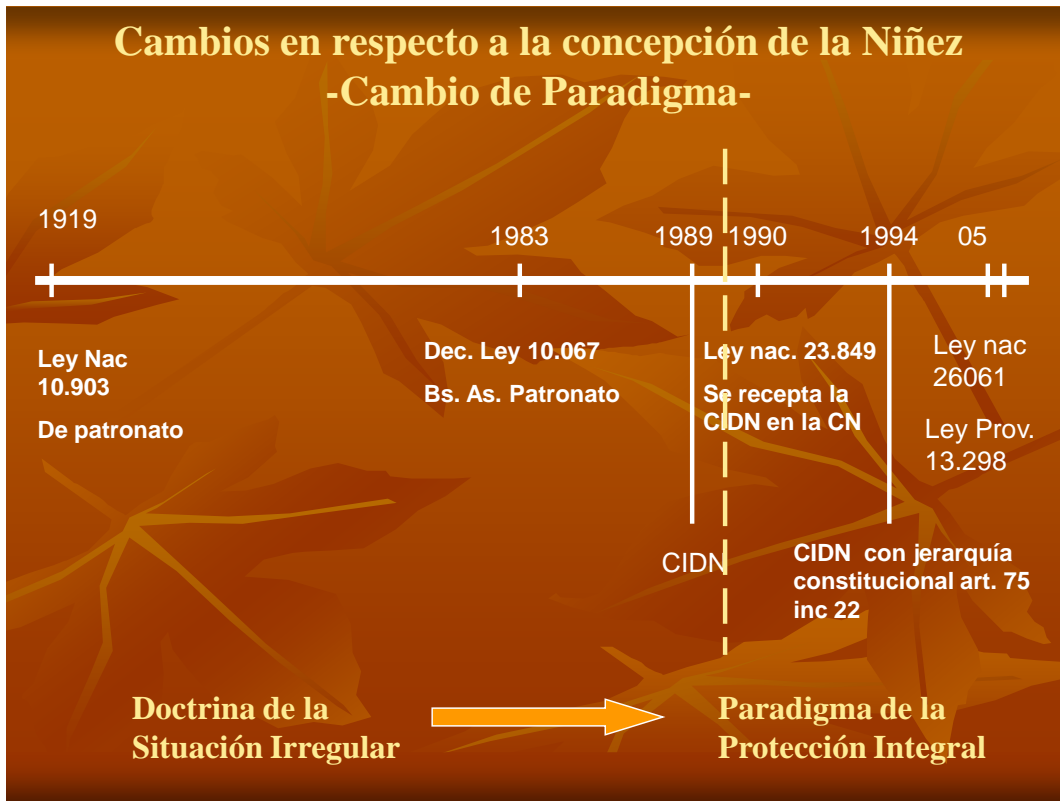 Cambios en respecto a la concepción de la Niñez
-Cambio de Paradigma-
1919
1983
1989
1990
1994
05
Ley Nac
10.903
De patronato
Dec. Ley 10.067
Bs. As. Patronato
Ley nac. 23.849
Se recepta la
CIDN en la CN
Ley nac
26061
Ley Prov.
13.298
CIDN
CIDN con jerarquía
constitucional art. 75
inc 22
Doctrina de la
Situación Irregular
Paradigma de la
Protección Integral